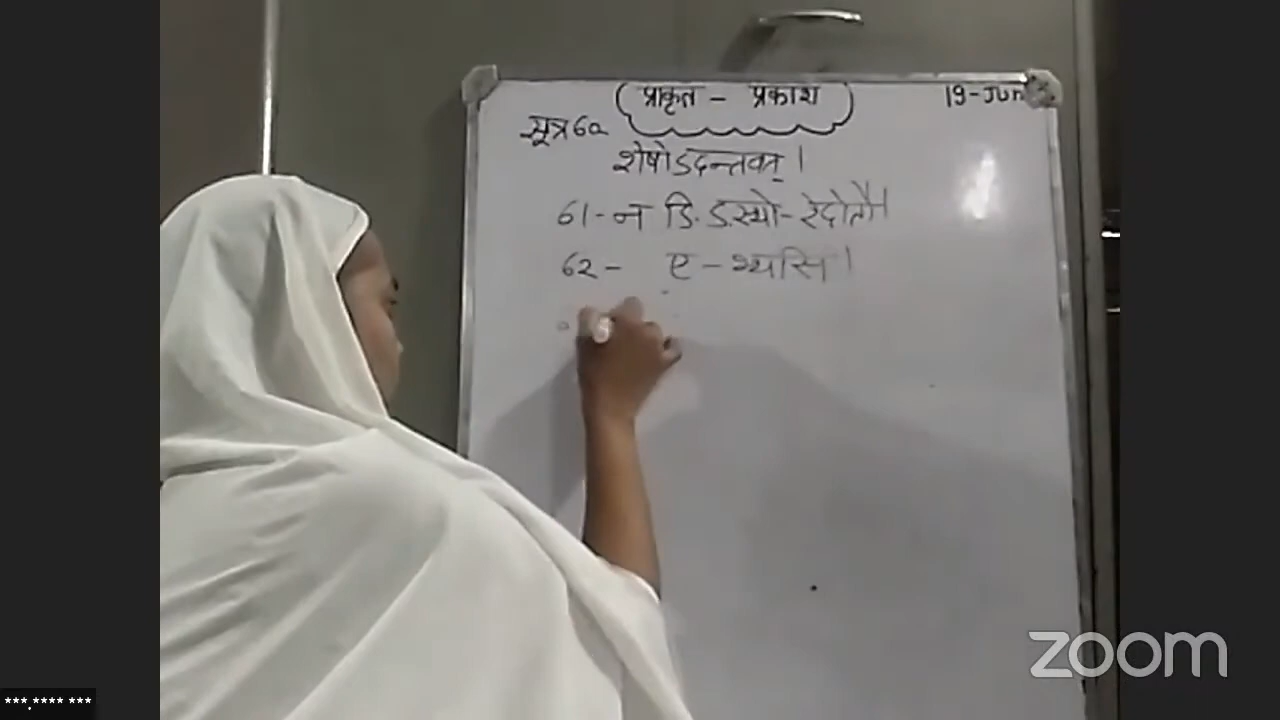 प्राकृत - प्रकाश
19-Jun
सूत्र 60
शेषोऽदन्तवत्।
61-न ङि.ङस्यो-रेदोतौ।
62- ए-भ्यसि।
zoom
***.**** ***